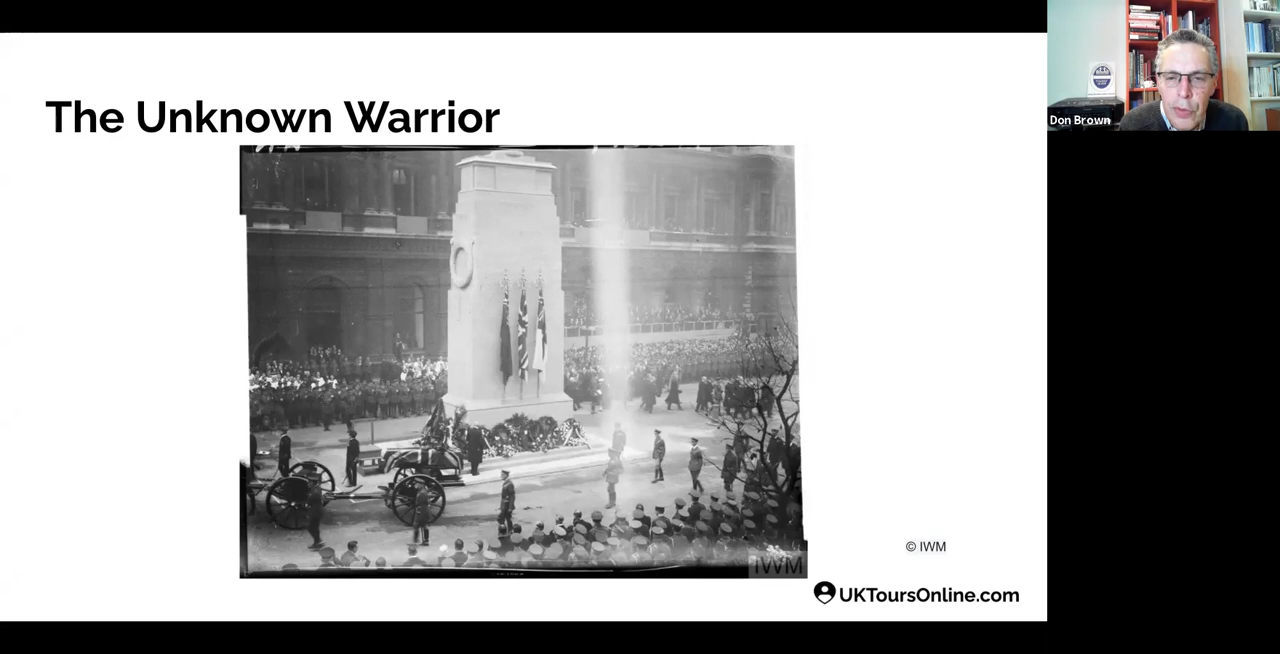 The Unknown Warrior
Don Brown
IWM
© IWM
UKToursOnline.com